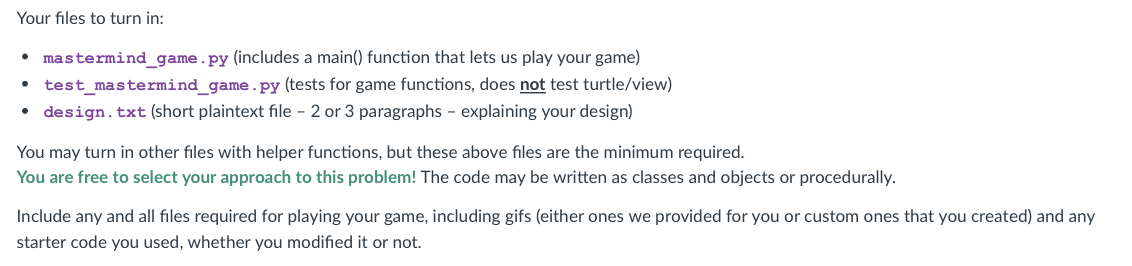 Your files to turn in:
• mastermind_game.py (includes a main() function that lets us play your game)
• test_mastermind_game.py (tests for game functions, does not test turtle/view)
• design.txt (short plaintext file – 2 or 3 paragraphs – explaining your design)
You may turn in other files with helper functions, but these above files are the minimum required.
You are free to select your approach to this problem! The code may be written as classes and objects or procedurally.
Include any and all files required for playing your game, including gifs (either ones we provided for you or custom ones that you created) and any
starter code you used, whether you modified it or not.